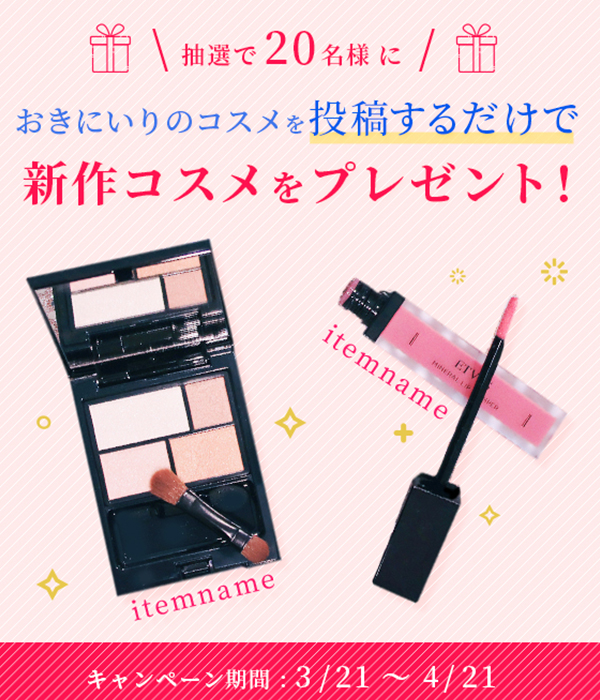 抽選で20名様に
おきにいりのコスメを投稿するだけで
新作コスメをプレゼント！
itemname
itemname
キャンペーン期間：3/21 〜 4/21